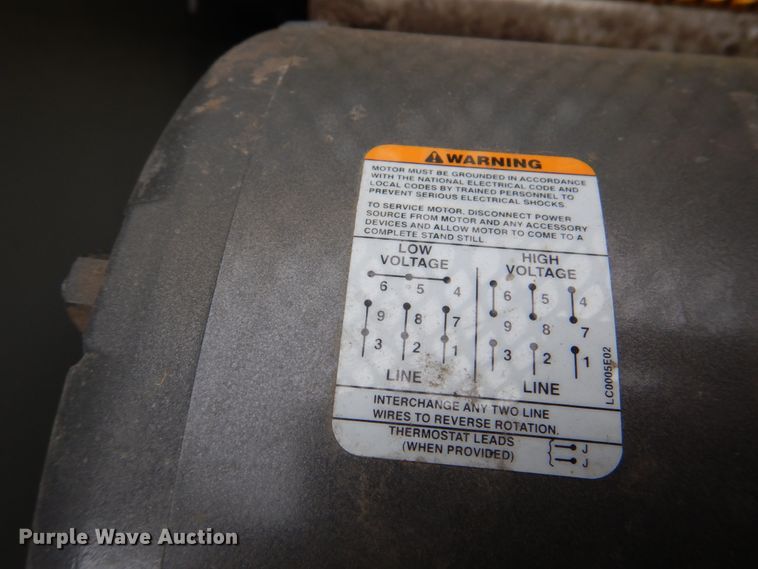 WARNING
MOTOR MUST BE GROUNDED IN ACCORDANCE
WITH THE NATIONAL ELECTRICAL CODE AND
LOCAL CODES BY TRAINED PERSONNEL TO
PREVENT SERIOUS ELECTRICAL SHOCKS.
TO SERVICE MOTOR, DISCONNECT POWER
SOURCE FROM MOTOR AND ANY ACCESSORY
DEVICES AND ALLOW MOTOR TO COME TO A
COMPLETE STAND STILL.
LOW
VOLTAGE
6 5 4
9 8 7
3 2 1
LINE
HIGH
VOLTAGE
6 5 4
9 8 7
3 2 1
LINE
LC0005E02
INTERCHANGE ANY TWO LINE
WIRES TO REVERSE ROTATION.
THERMOSTAT LEADS
(WHEN PROVIDED)
J
J
Purple Wave Auction